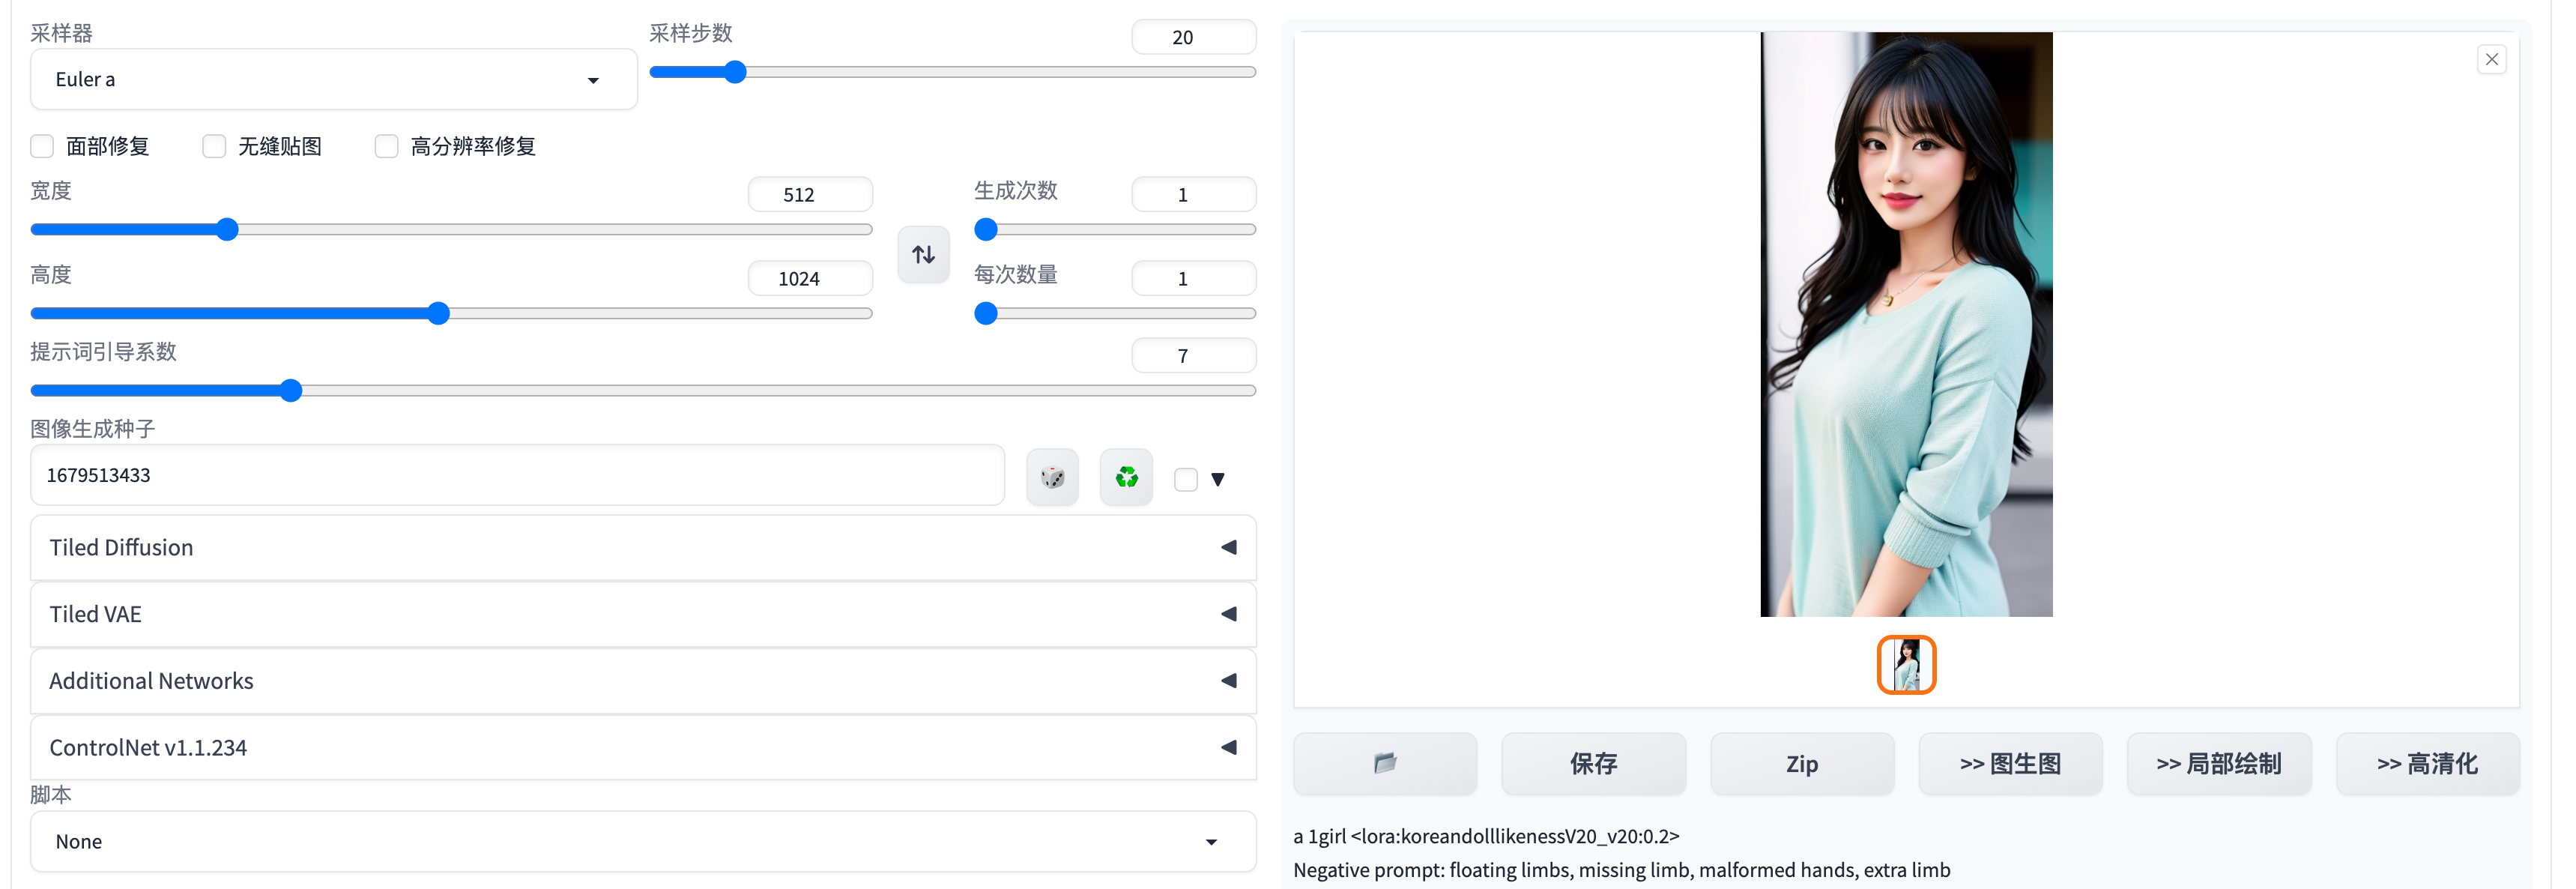 采样器
Euler a
采样步数
20
面部修复
无缝贴图
高分辨率修复
宽度
512
生成次数
1
高度
1024
每次数量
1
提示词引导系数
7
图像生成种子
1679513433
Tiled Diffusion
Tiled VAE
Additional Networks
ControlNet v1.1.234
脚本
None
保存
Zip
>> 图生图
>> 局部绘制
>> 高清化
a 1girl <lora:koreandolllikenessV20_v20:0.2>
Negative prompt: floating limbs, missing limb, malformed hands, extra limb